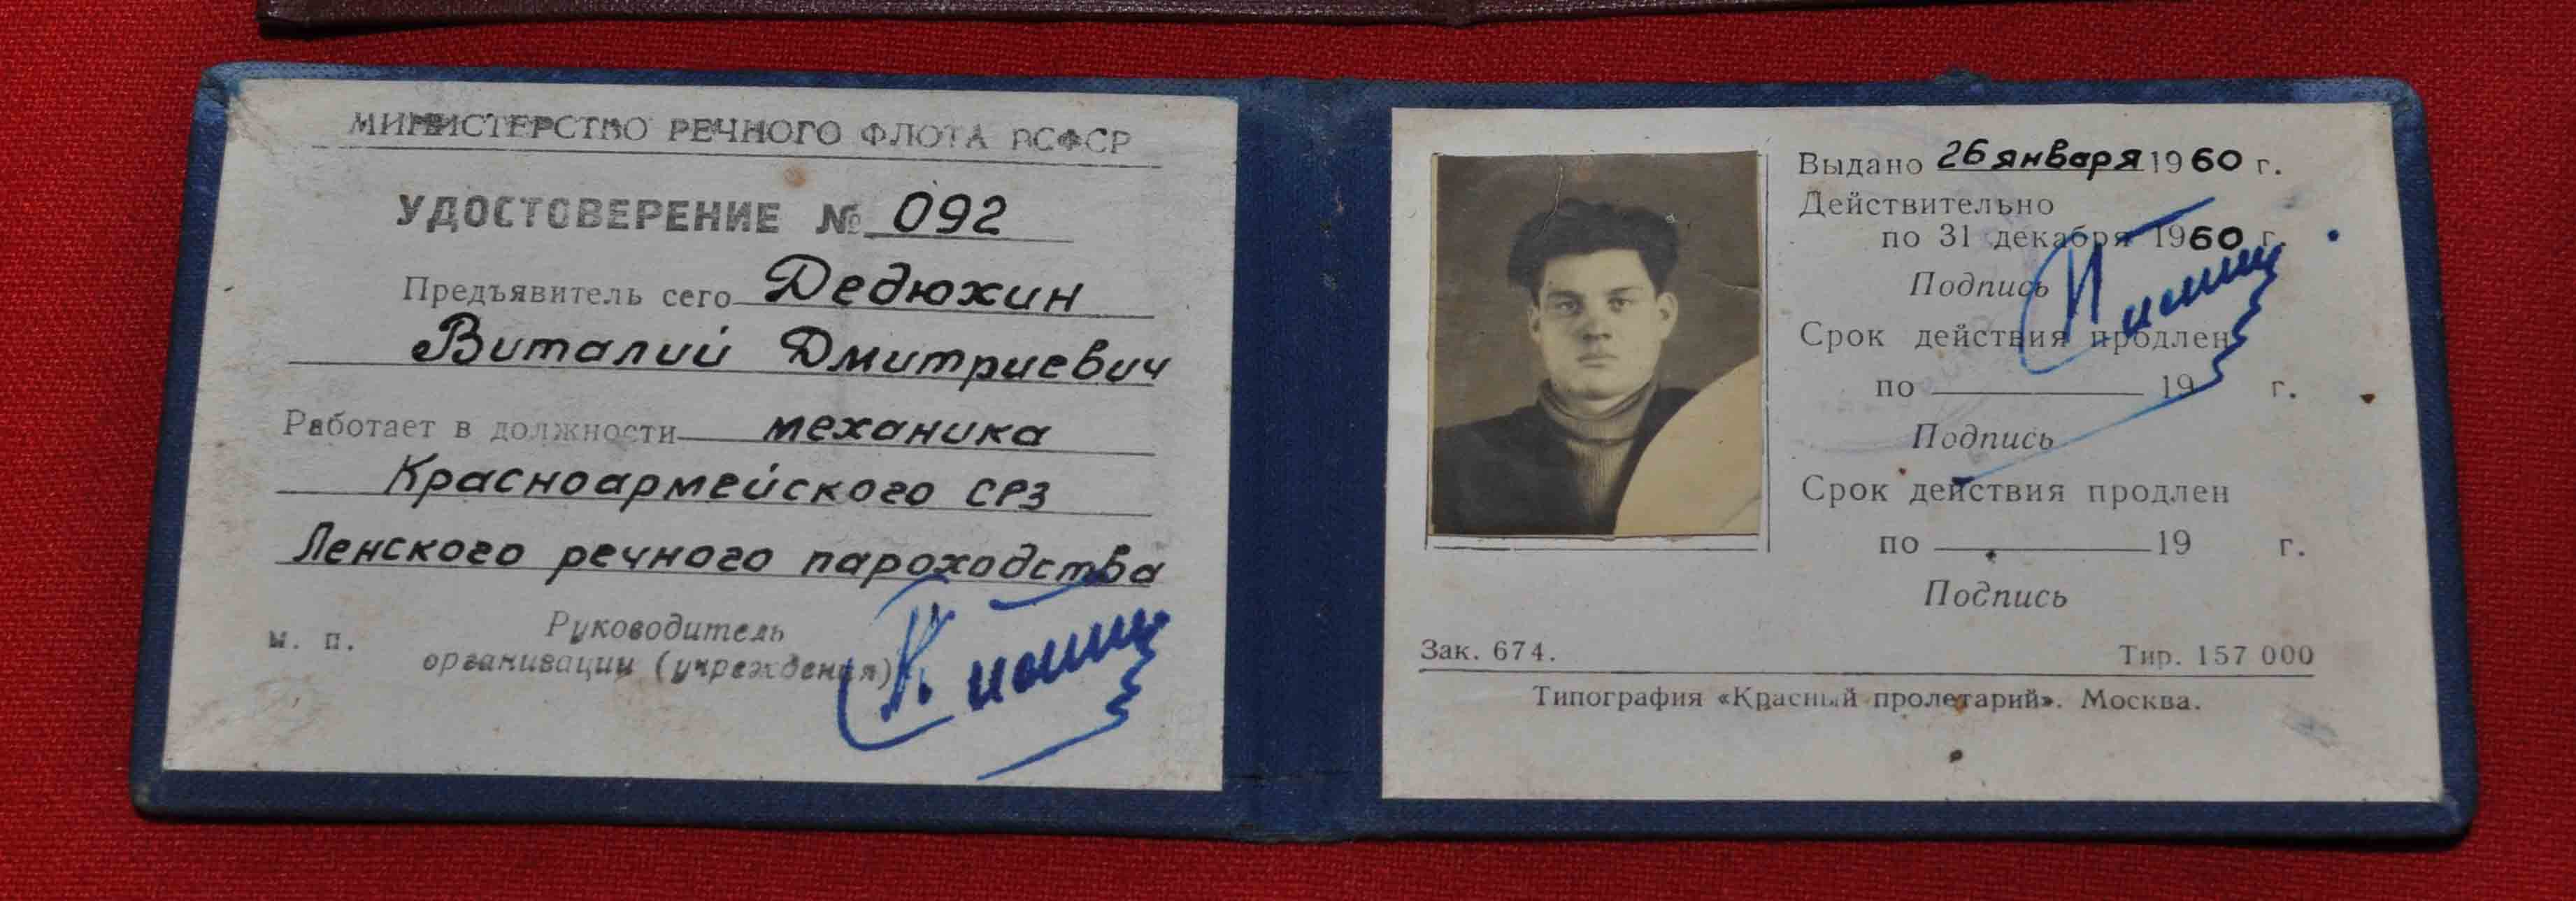 МИНИСТЕРСТВО РЕЧНОГО ФЛОТА РСФСР
УДОСТОВЕРЕНИЕ № 092
Предъявитель сего Дедюхин
Виталий Дмитриевич
Работает в должности механика
Красноармейского СРЗ
Ленского речного пароходства
м. п.
Руководитель
организации (учреждения)
Выдано 26 января 1960 г.
Действительно
по 31 декабря 1960 г.
Подпись
Срок действия продлен
по 19 г.
Подпись
Срок действия продлен
по 19 г.
Подпись
Зак. 674. Тир. 157 000
Типография «Красный пролетарий». Москва.